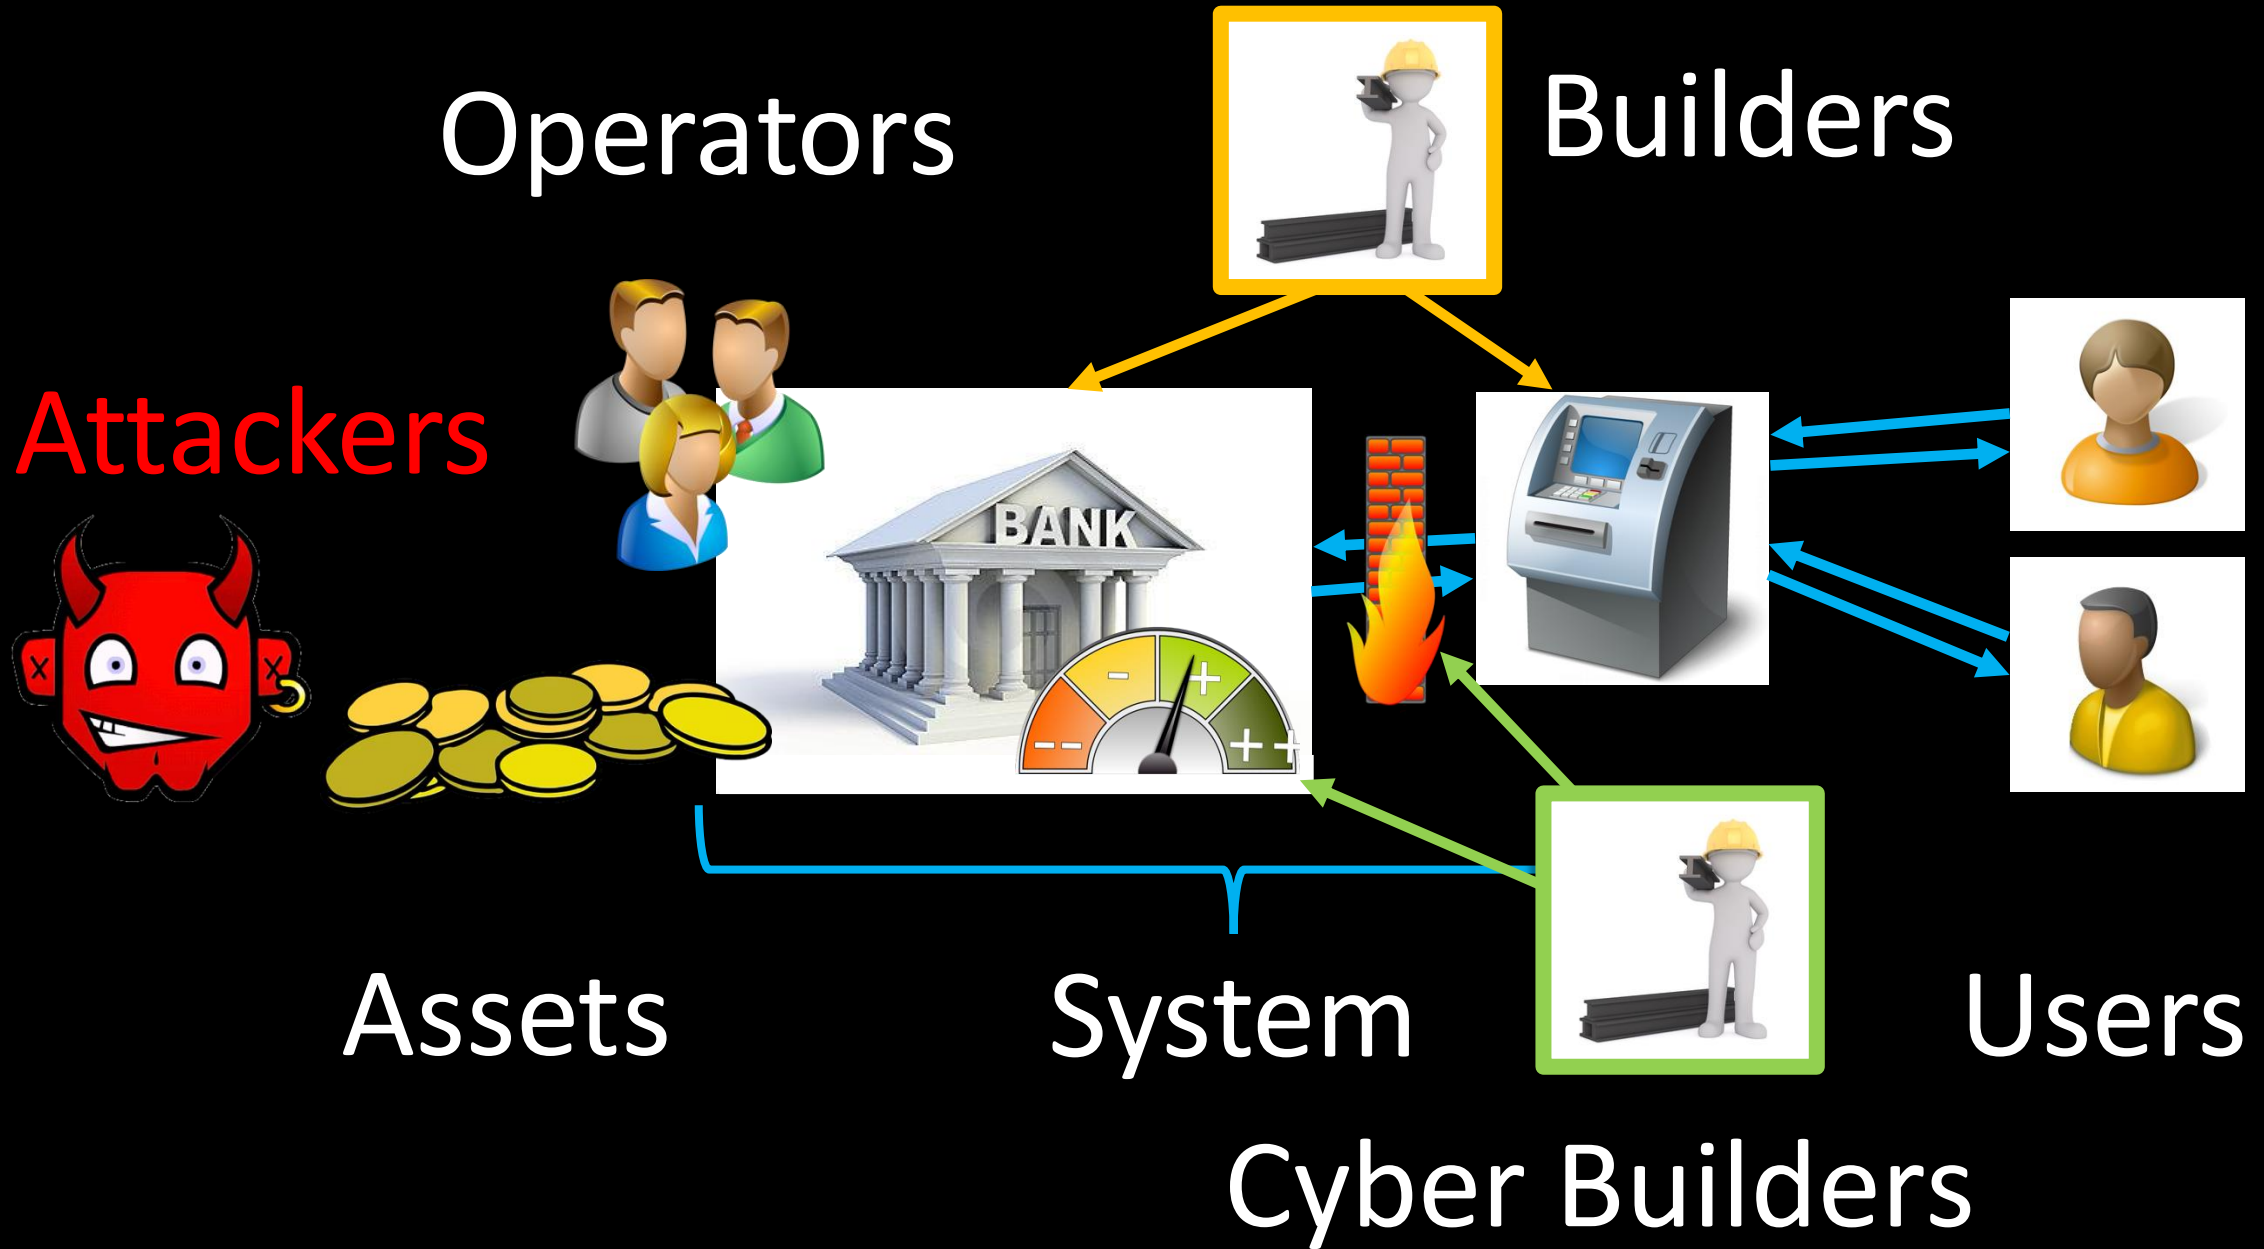 Operators
Builders
Attackers
BANK
- +
-- ++
x x
Assets
System
Users
Cyber Builders